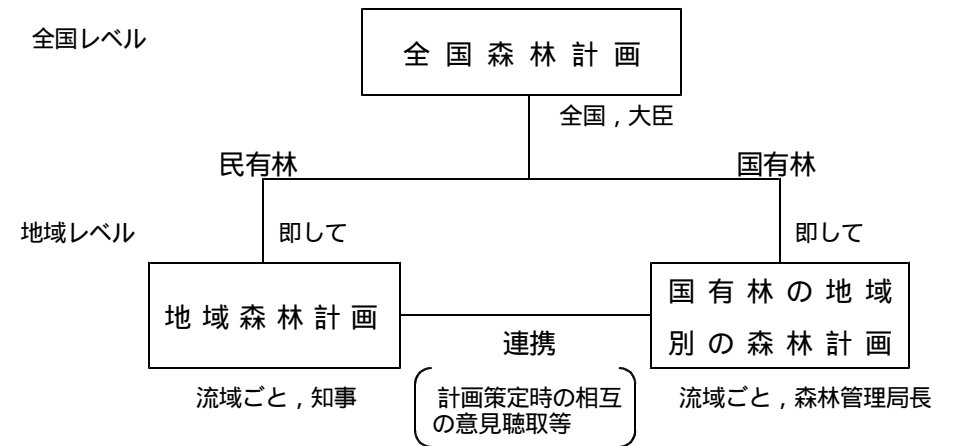 全国レベル
全国森林計画
全国，大臣
民有林
国有林
地域レベル
即して
即して
地域森林計画
国有林の地域
別の森林計画
連携
流域ごと，知事
計画策定時の相互
の意見聴取等
流域ごと，森林管理局長